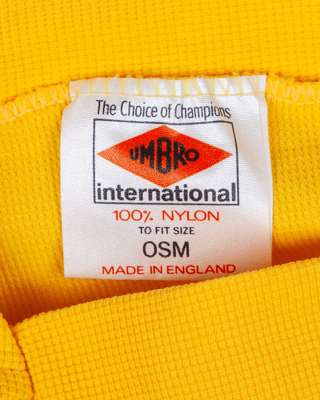 The Choice of Champions
UMBRO
international
100% NYLON
TO FIT SIZE
OSM
MADE IN ENGLAND